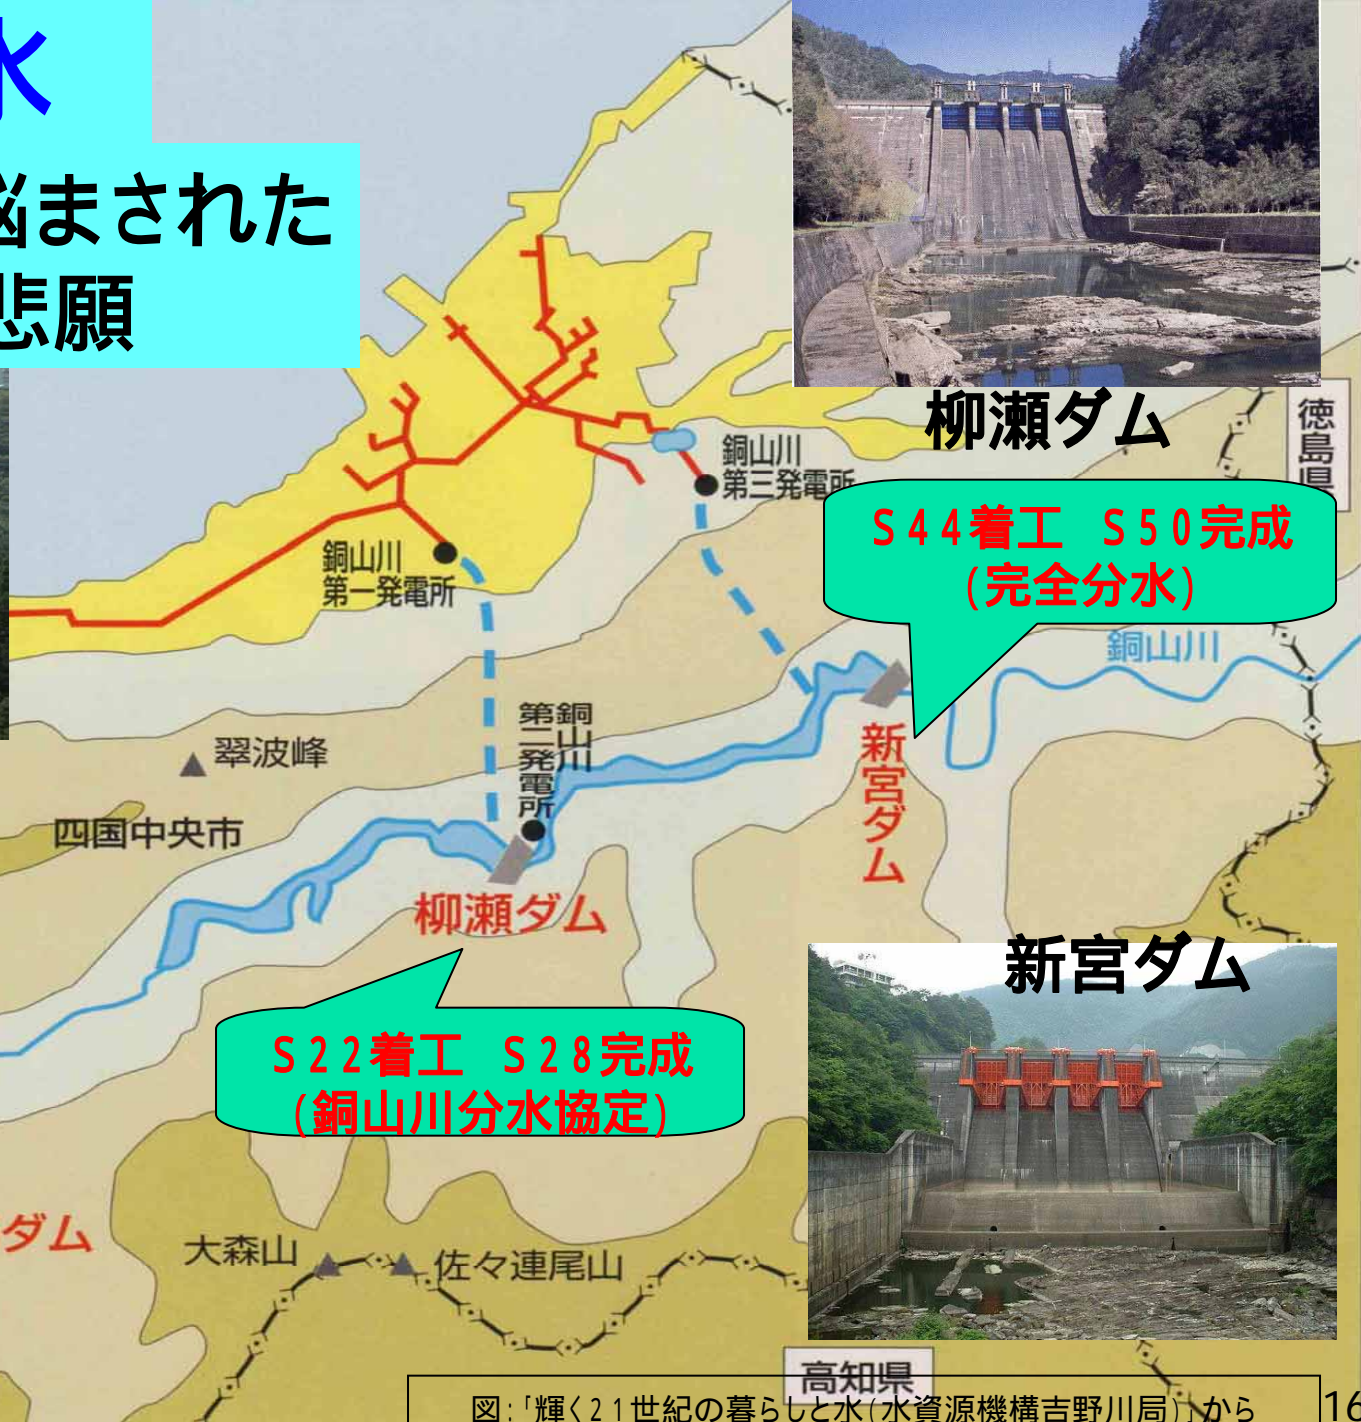 水
悩まされた
悲願
柳瀬ダム
徳島県
銅山川
第三発電所
S44着工 S50完成
(完全分水)
銅山川
第一発電所
銅山川
銅山川
第二発電所
新宮ダム
翠波峰
四国中央市
柳瀬ダム
新宮ダム
S22着工 S28完成
(銅山川分水協定)
ダム
大森山
佐々連尾山
高知県
図:「輝く21世紀の暮らしと水(水資源機構吉野川局)」から
16